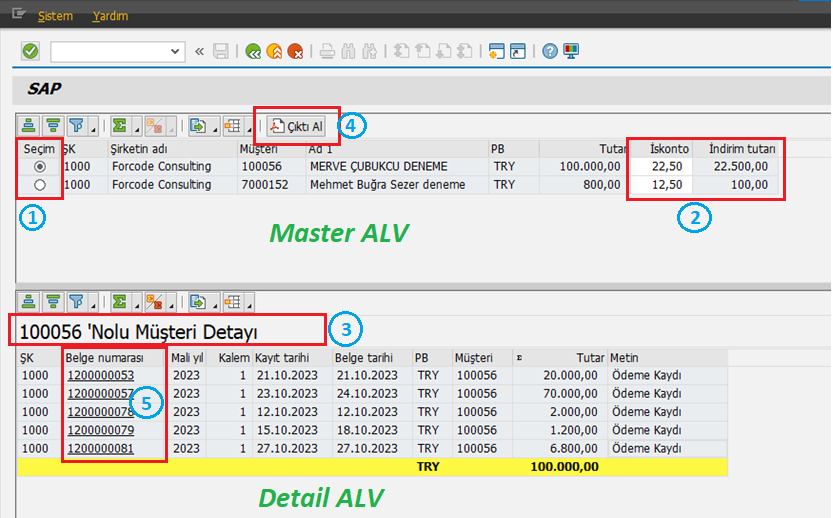 Sistem Yardım
SAP
Çıktı Al 4
Seçim ŞK Şirketin adı Müşteri Ad 1 PB Tutar İskonto İndirim tutarı
1000 Forcode Consulting 100056 MERVE ÇUBUKCU DENEME TRY 100.000,00 22,50 22.500,00
1000 Forcode Consulting 7000152 Mehmet Buğra Sezer deneme TRY 800,00 12,50 100,00
1 2
Master ALV
100056 'Nolu Müşteri Detayı 3
ŞK Belge numarası Mali yıl Kalem Kayıt tarihi Belge tarihi PB Müşteri Σ Tutar Metin
1000 1200000053 2023 1 21.10.2023 21.10.2023 TRY 100056 20.000,00 Ödeme Kaydı
1000 1200000057 2023 1 23.10.2023 24.10.2023 TRY 100056 70.000,00 Ödeme Kaydı
1000 1200000078 2023 1 12.10.2023 12.10.2023 TRY 100056 2.000,00 Ödeme Kaydı
5
1000 1200000079 2023 1 15.10.2023 18.10.2023 TRY 100056 1.200,00 Ödeme Kaydı
1000 1200000081 2023 1 27.10.2023 27.10.2023 TRY 100056 6.800,00 Ödeme Kaydı
TRY 100.000,00
Detail ALV